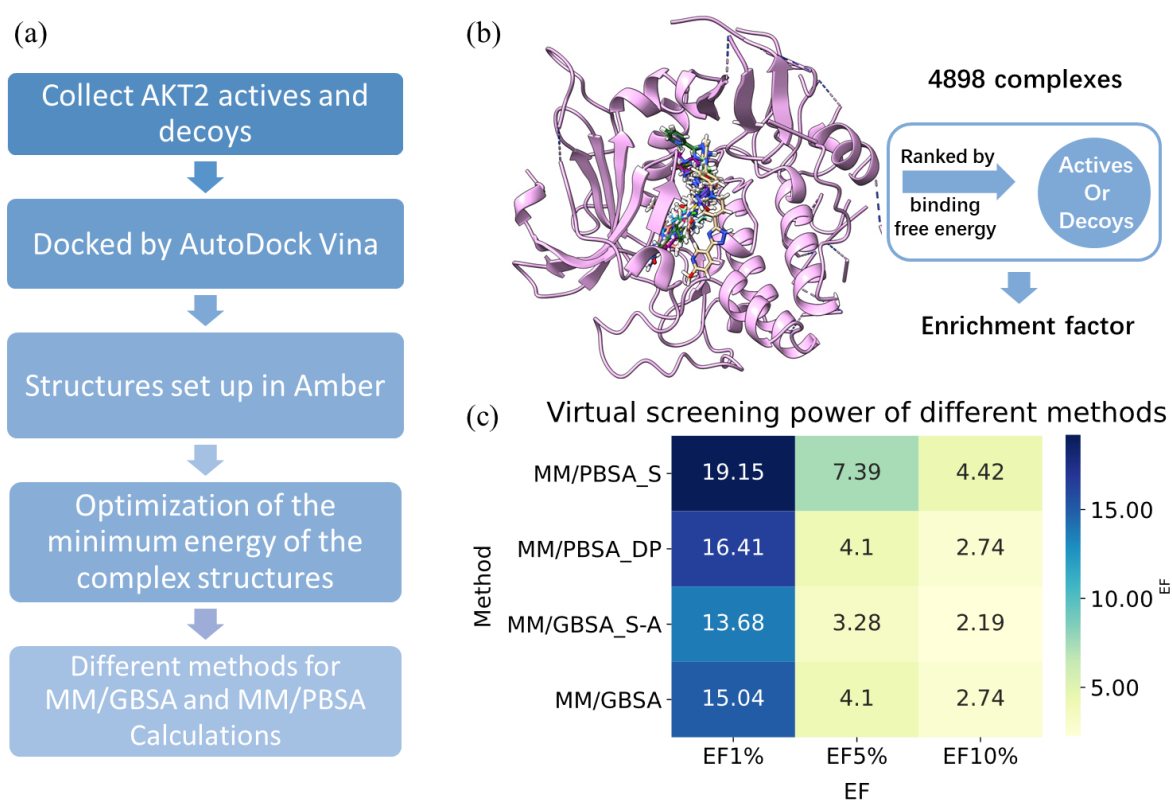 (a)
Collect AKT2 actives and
decoys
Docked by AutoDock Vina
Structures set up in Amber
Optimization of the
minimum energy of the
complex structures
Different methods for
MM/GBSA and MM/PBSA
Calculations
(b)
4898 complexes
Ranked by
binding
free energy
Actives
Or
Decoys
Enrichment factor
(c)
Virtual screening power of different methods
Method
MM/PBSA_S
19.15 7.39 4.42
MM/PBSA_DP
16.41 4.1 2.74
MM/GBSA_S-A
13.68 3.28 2.19
MM/GBSA
15.04 4.1 2.74
EF1% EF5% EF10%
EF
15.00
10.00
5.00
EF